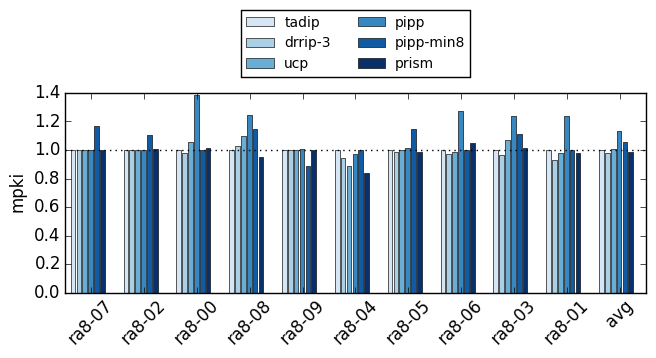 tadip
drrip-3
ucp
pipp
pipp-min8
prism
mpki
1.4
1.2
1.0
0.8
0.6
0.4
0.2
0.0
ra8-07
ra8-02
ra8-00
ra8-08
ra8-09
ra8-04
ra8-05
ra8-06
ra8-03
ra8-01
avg